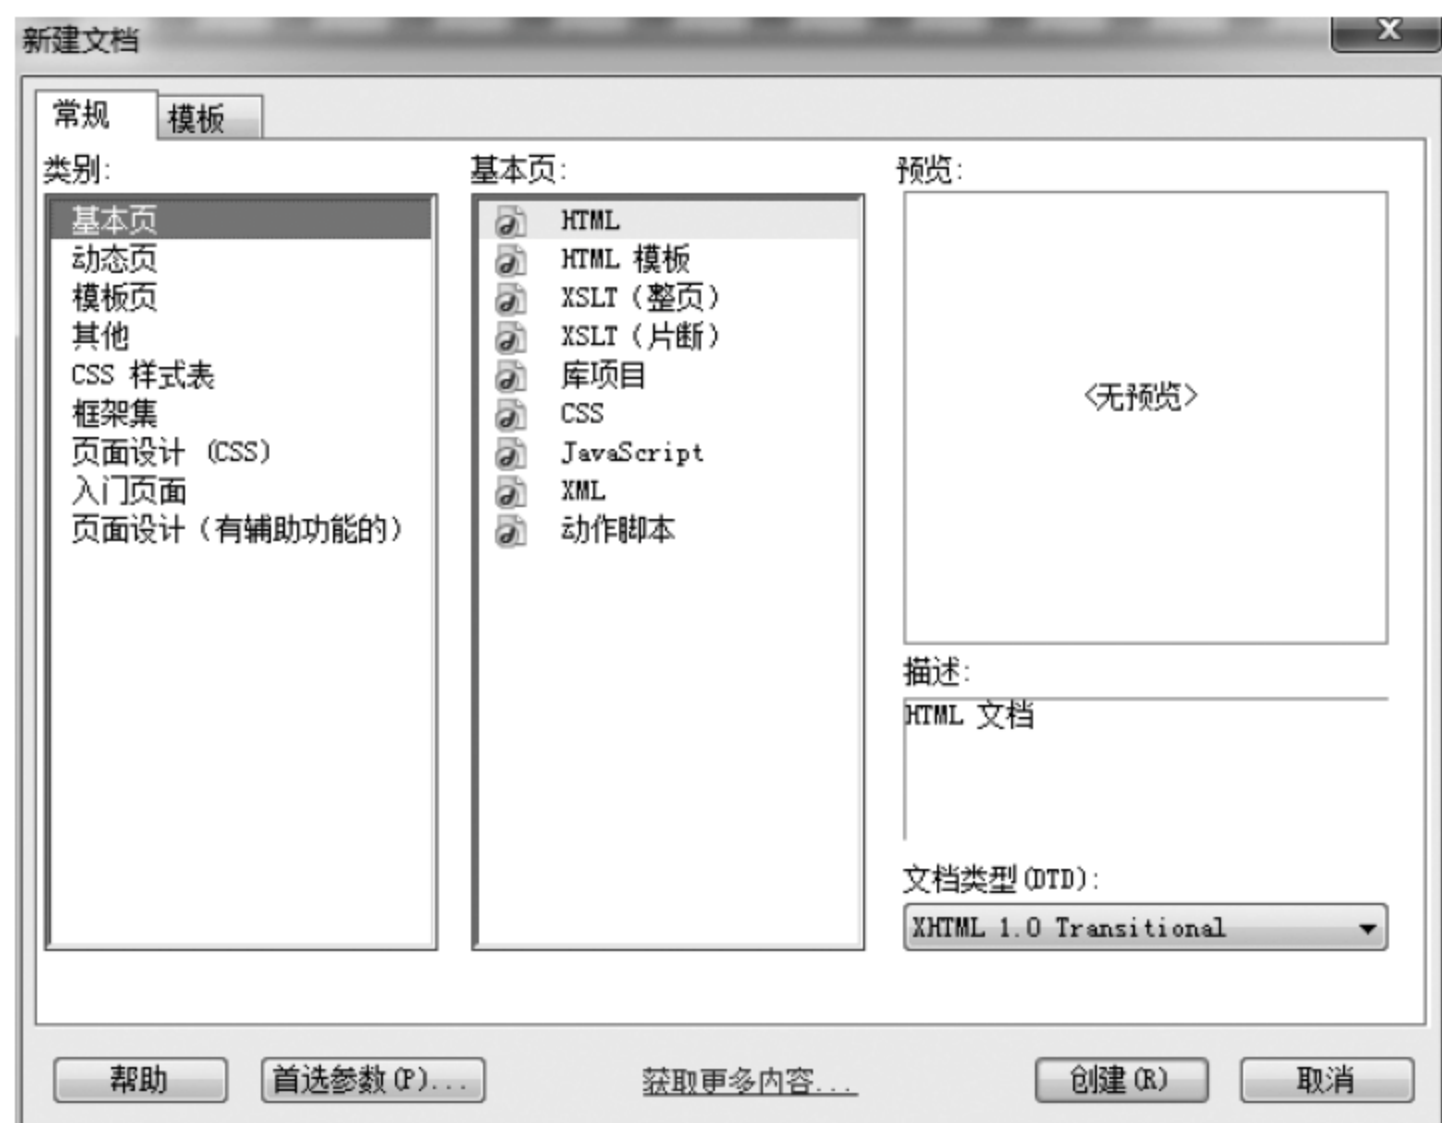 新建文档
x
常规
模板
类别:
基本页
动态页
模板页
其他
CSS 样式表
框架集
页面设计 (CSS)
入门页面
页面设计（有辅助功能的）
基本页:
HTML
HTML 模板
XSLT（整页）
XSLT（片断）
库项目
CSS
JavaScript
XML
动作脚本
预览:
<无预览>
描述:
HTML 文档
文档类型(DTD):
XHTML 1.0 Transitional
帮助
首选参数(P)...
获取更多内容...
创建(R)
取消